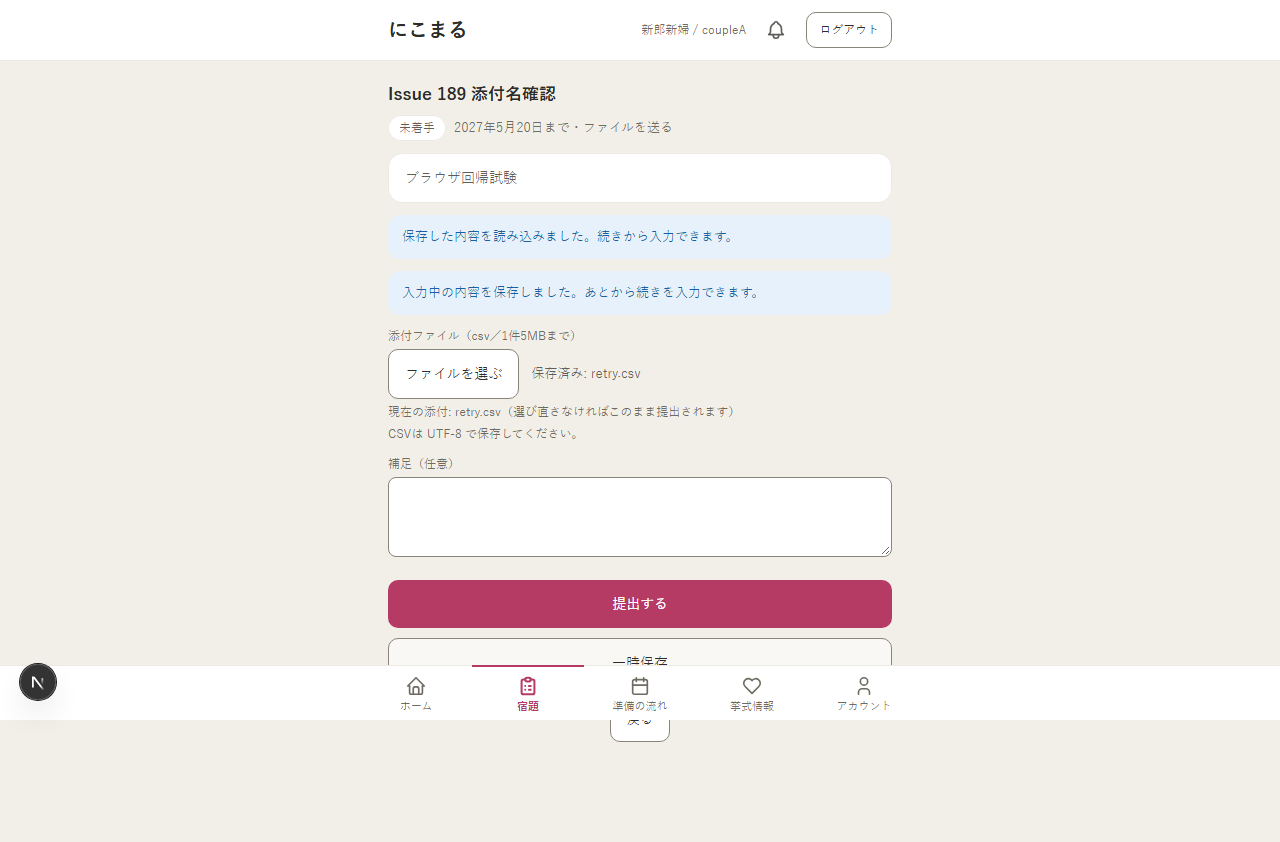 にこまる
新郎新婦 / coupleA
ログアウト
Issue 189 添付名確認
未着手
2027年5月20日まで・ファイルを送る
ブラウザ回帰試験
保存した内容を読み込みました。続きから入力できます。
入力中の内容を保存しました。あとから続きを入力できます。
添付ファイル（csv／1件5MBまで）
ファイルを選ぶ
保存済み: retry.csv
現在の添付: retry.csv（選び直さなければこのまま提出されます）
CSVは UTF-8 で保存してください。
補足（任意）
提出する
一時保存
N
ホーム
宿題
準備の流れ
挙式情報
アカウント
戻る